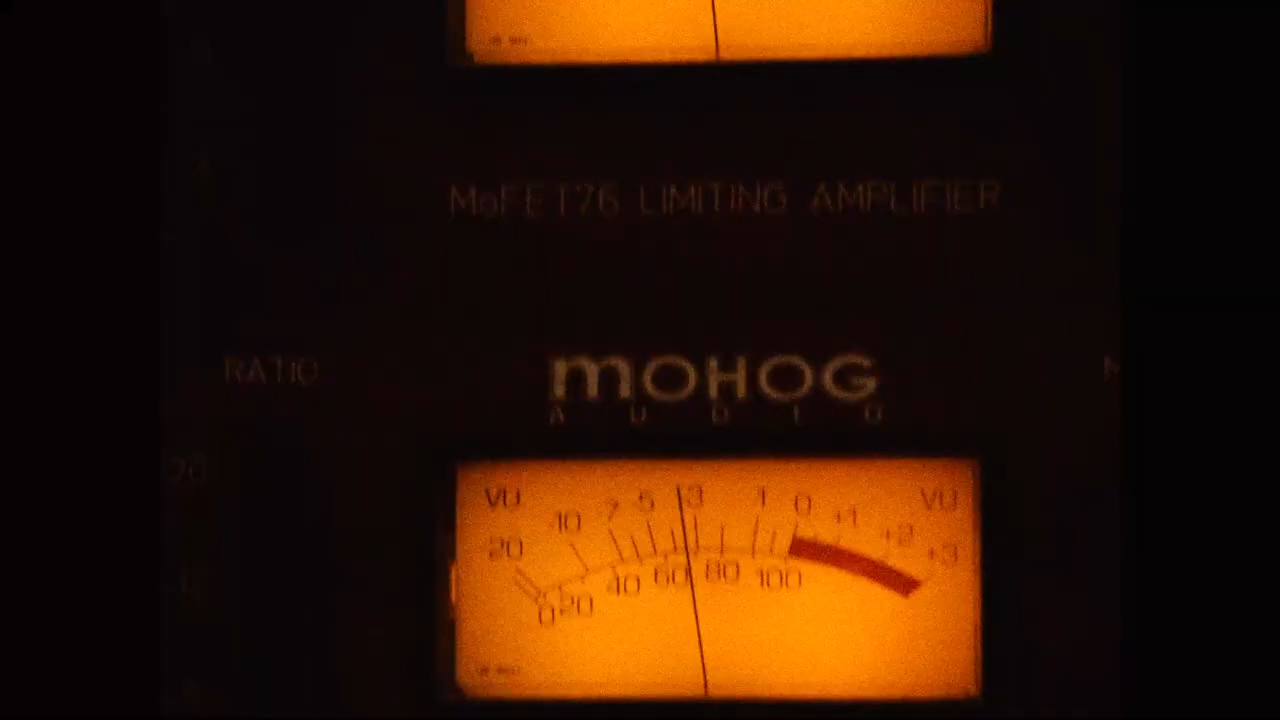 MoFET76 LIMITING AMPLIFIER
RATIO
mOHOG
AUDIO
20
VU 10 7 5 3 1 0 +1 +2 +3 VU
20
0 20 40 60 80 100